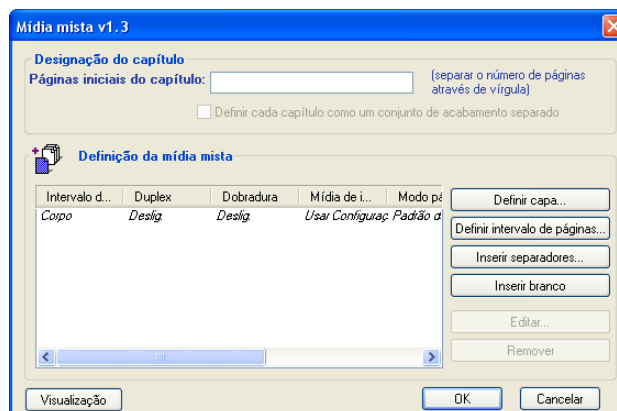 Mídia mista v1.3
Designação do capítulo
Páginas iniciais do capítulo:
(separar o número de páginas
através de vírgula)
Definir cada capítulo como um conjunto de acabamento separado
Definição da mídia mista
Intervalo d... Duplex Dobradura Mídia de i... Modo pá
Corpo Deslig. Deslig. Usar Configuraç Padrão d
Definir capa...
Definir intervalo de páginas...
Inserir separadores...
Inserir branco
Editar...
Remover
Visualização OK Cancelar